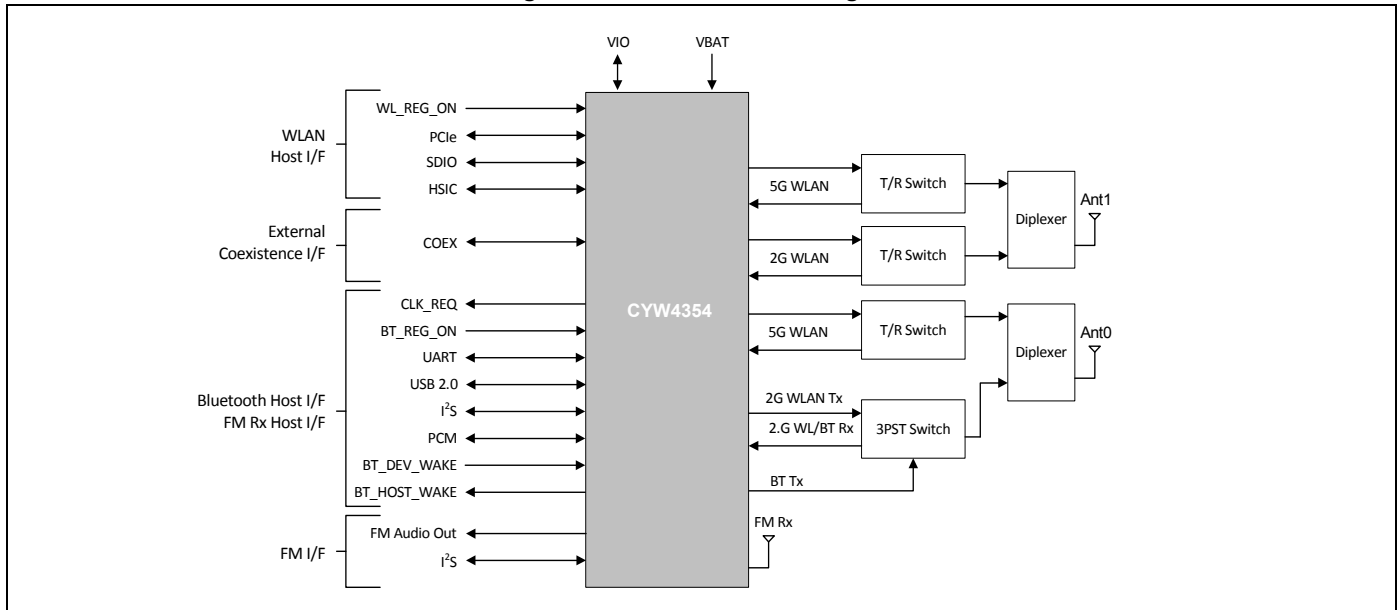 VIO
VBAT
WLAN
Host I/F
WL_REG_ON
PCIe
SDIO
HSIC
External
Coexistence I/F
COEX
Bluetooth Host I/F
FM Rx Host I/F
CLK_REQ
BT_REG_ON
UART
USB 2.0
I²S
PCM
BT_DEV_WAKE
BT_HOST_WAKE
FM I/F
FM Audio Out
I²S
CYW4354
5G WLAN
T/R Switch
2G WLAN
T/R Switch
Diplexer
Ant1
5G WLAN
T/R Switch
2G WLAN Tx
2.G WL/BT Rx
3PST Switch
BT Tx
Diplexer
Ant0
FM Rx